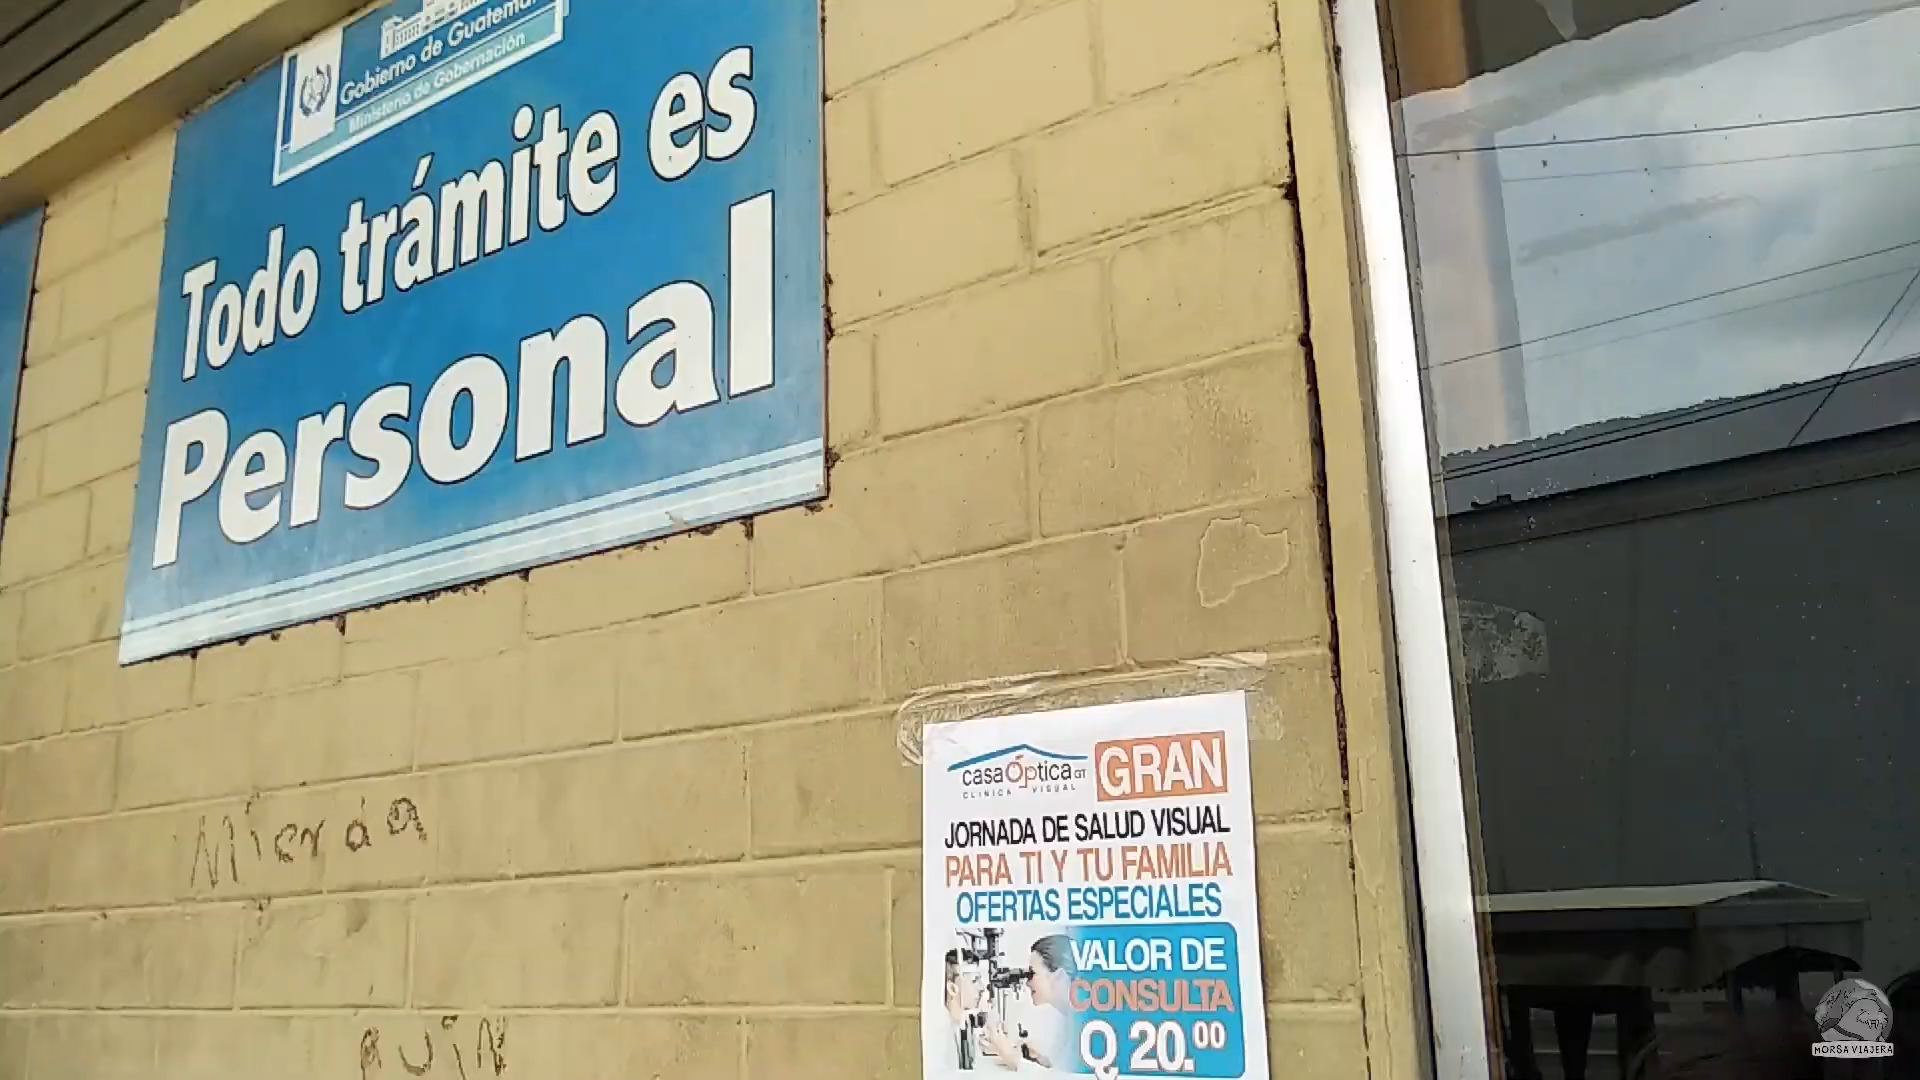 Gobierno de Guatemala
Ministerio de Gobernación
Todo trámite es
Personal
casaÓptica GT
CLINICA VISUAL
GRAN
JORNADA DE SALUD VISUAL
PARA TI Y TU FAMILIA
OFERTAS ESPECIALES
VALOR DE
CONSULTA
Q 20.00
Mierda
MORSA VIAJERA